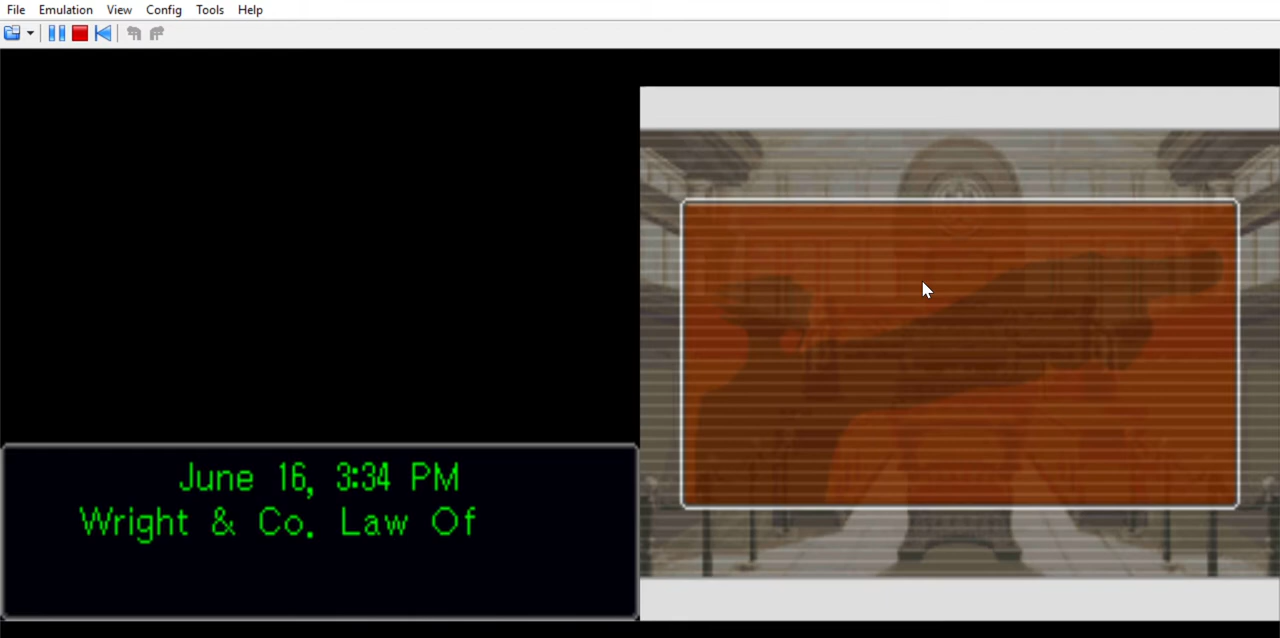 File Emulation View Config Tools Help
June 16, 3:34 PM
Wright & Co. Law Of